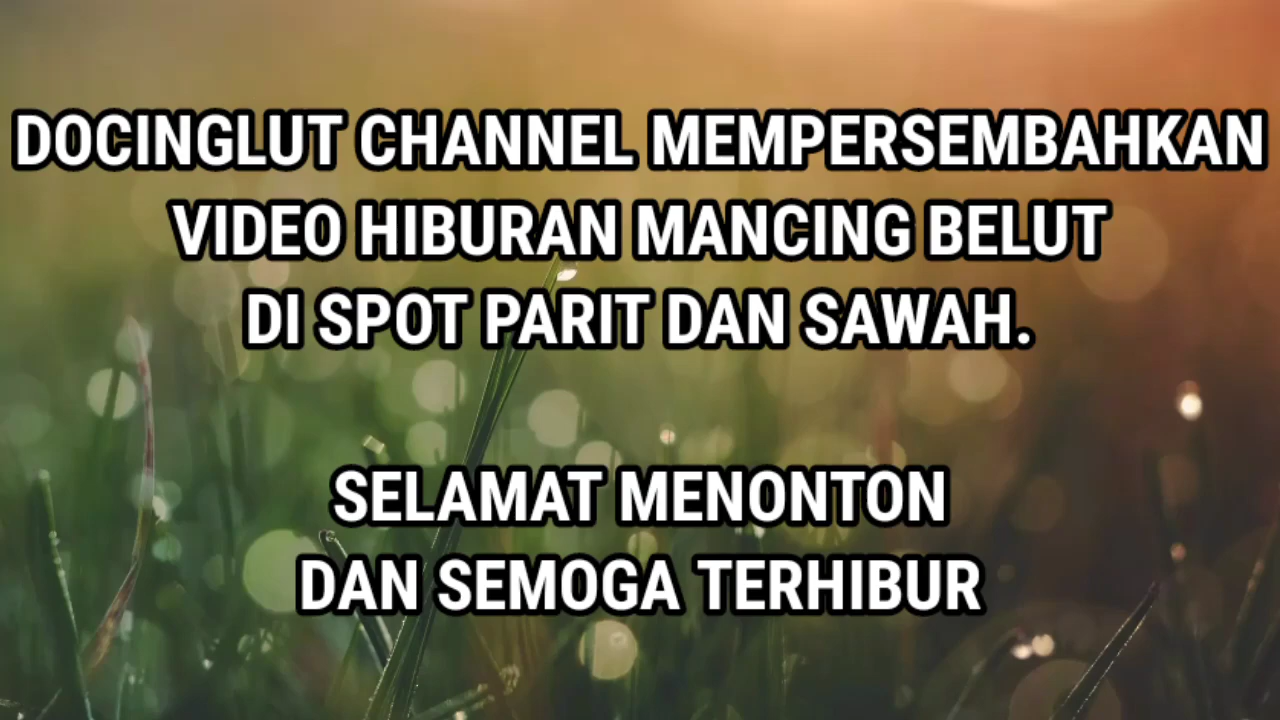 DOCINGLUT CHANNEL MEMPERSEMBAHKAN
VIDEO HIBURAN MANCING BELUT
DI SPOT PARIT DAN SAWAH.
SELAMAT MENONTON
DAN SEMOGA TERHIBUR